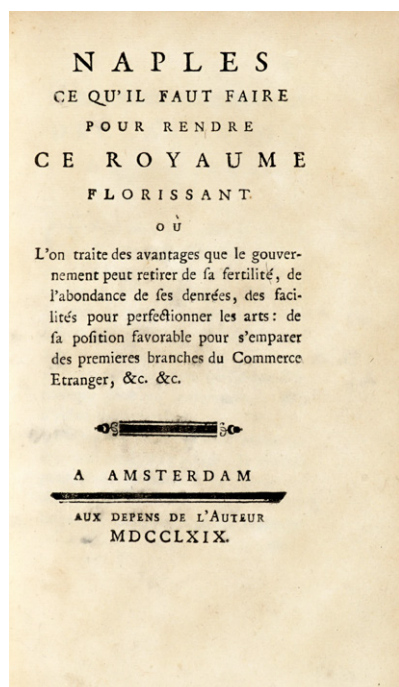 NAPLES
CE QU'IL FAUT FAIRE
POUR RENDRE
CE ROYAUME
FLORISSANT
OÙ
L'on traite des avantages que le gouver-
nement peut retirer de ſa fertilité, de
l'abondance de ſes denrées, des faci-
lités pour perfectionner les arts: de
ſa poſition favorable pour s'emparer
des premieres branches du Commerce
Etranger, &c. &c.
A AMSTERDAM
AUX DEPENS DE L'AUTEUR
MDCCLXIX.